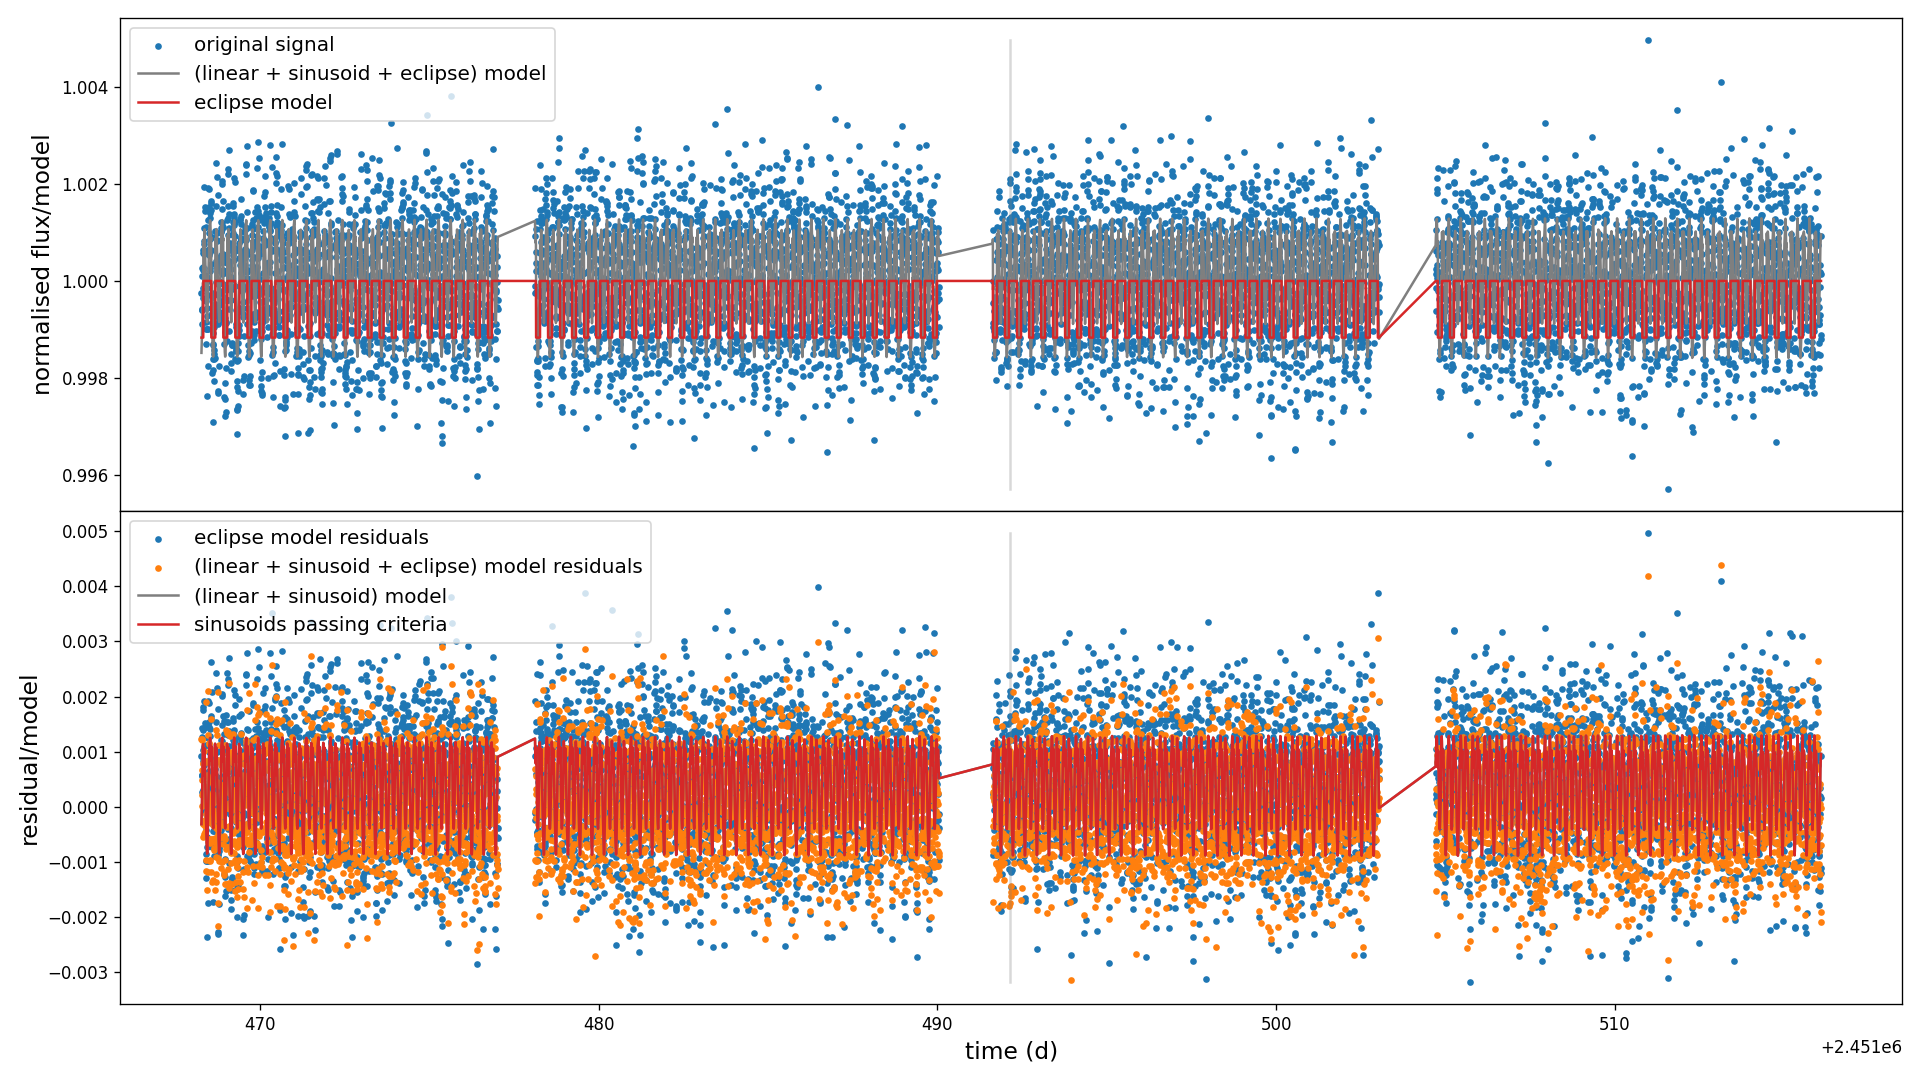 original signal
(linear + sinusoid + eclipse) model
eclipse model
1.004
1.002
1.000
0.998
0.996
normalised flux/model
eclipse model residuals
(linear + sinusoid + eclipse) model residuals
(linear + sinusoid) model
sinusoids passing criteria
0.005
0.004
0.003
0.002
0.001
0.000
−0.001
−0.002
−0.003
residual/model
470
480
490
500
510
time (d)
+2.451e6